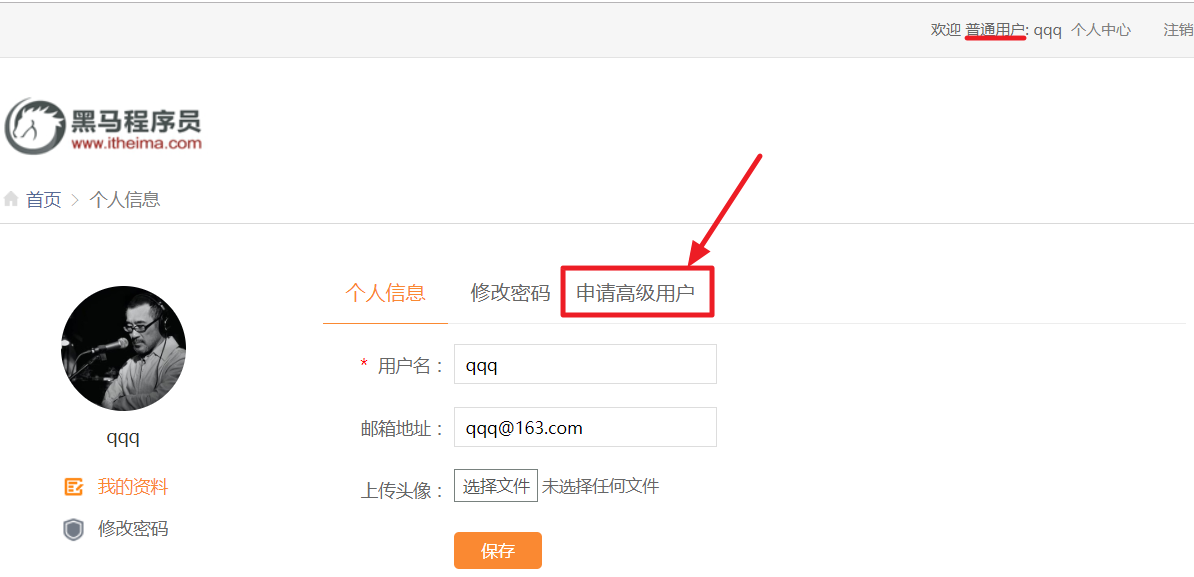 欢迎 普通用户: qqq 个人中心 注销
黑马程序员
www.itheima.com
首页 > 个人信息
个人信息 修改密码 申请高级用户
* 用户名： qqq
邮箱地址： qqq@163.com
上传头像： 选择文件 未选择任何文件
保存
qqq
我的资料
修改密码